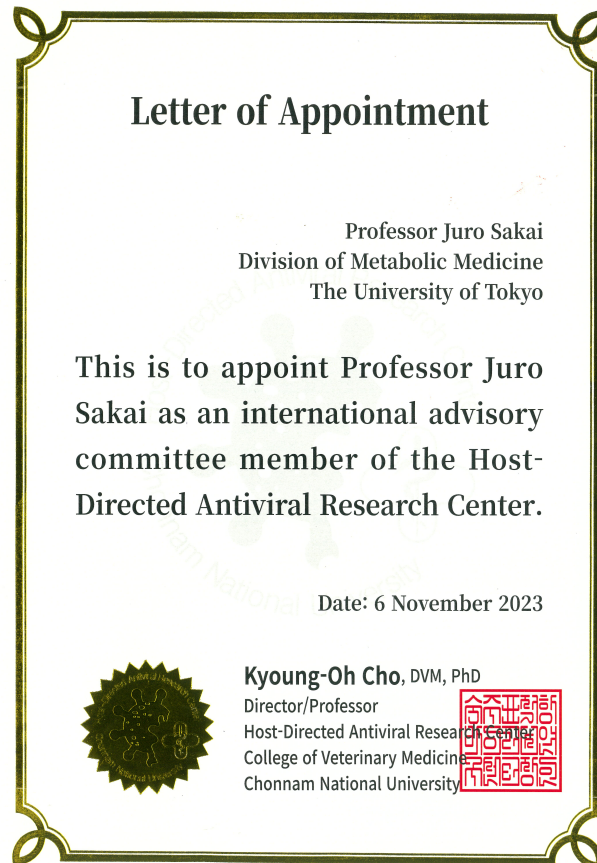 Letter of Appointment
Professor Juro Sakai
Division of Metabolic Medicine
The University of Tokyo
This is to appoint Professor Juro
Sakai as an international advisory
committee member of the Host-
Directed Antiviral Research Center.
Date: 6 November 2023
Kyoung-Oh Cho, DVM, PhD
Director/Professor
Host-Directed Antiviral Research Center
College of Veterinary Medicine
Chonnam National University